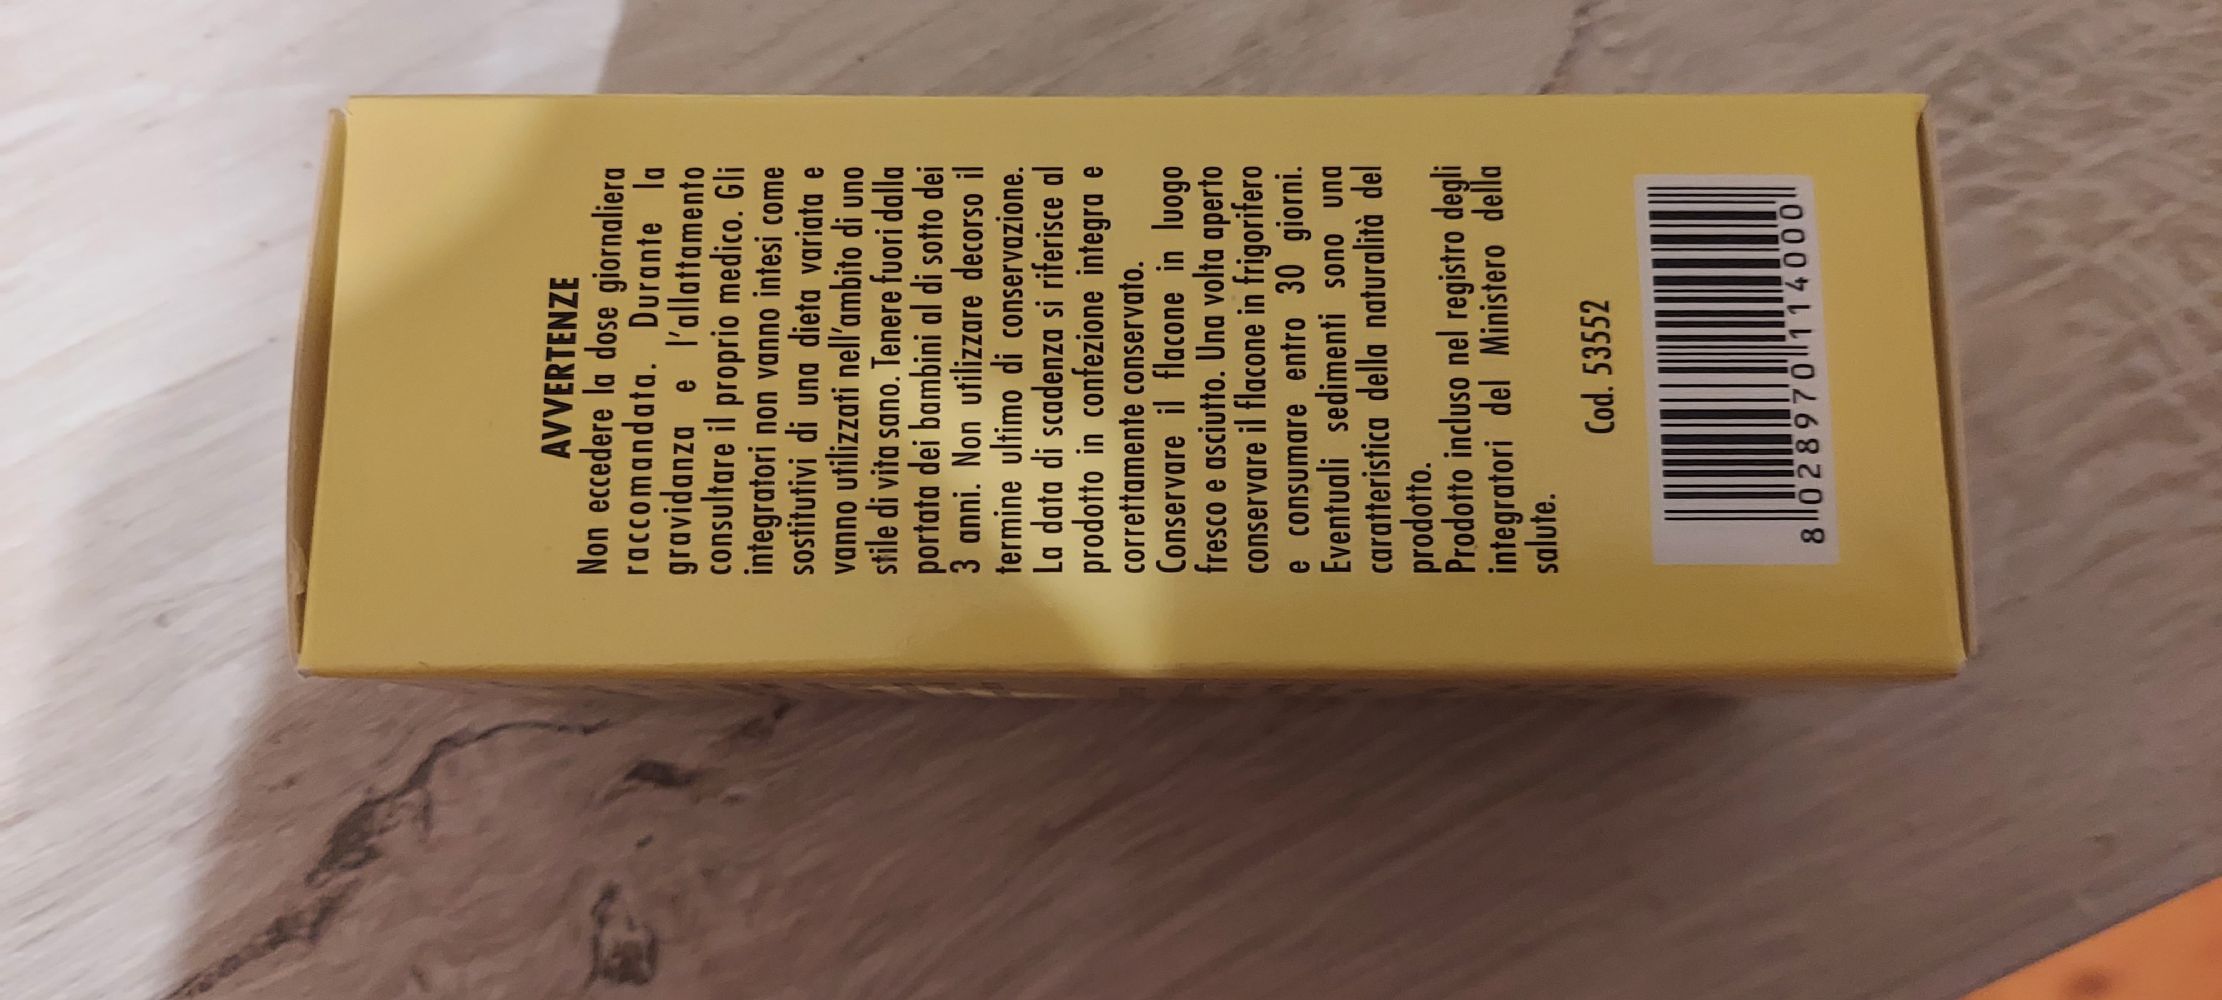 AVVERTENZE
Non eccedere la dose giornaliera
raccomandata. Durante la
gravidanza e l'allattamento
consultare il proprio medico. Gli
integratori non vanno intesi come
sostitutivi di una dieta variata e
vanno utilizzati nell'ambito di uno
stile di vita sano. Tenere fuori dalla
portata dei bambini al di sotto dei
3 anni. Non utilizzare decorso il
termine ultimo di conservazione.
La data di scadenza si riferisce al
prodotto in confezione integra e
correttamente conservato.
Conservare il flacone in luogo
fresco e asciutto. Una volta aperto
conservare il flacone in frigorifero
e consumare entro 30 giorni.
Eventuali sedimenti sono una
caratteristica della naturalità del
prodotto.
Prodotto incluso nel registro degli
integratori del Ministero della
salute.
Cod. 53552
8 028970 114000